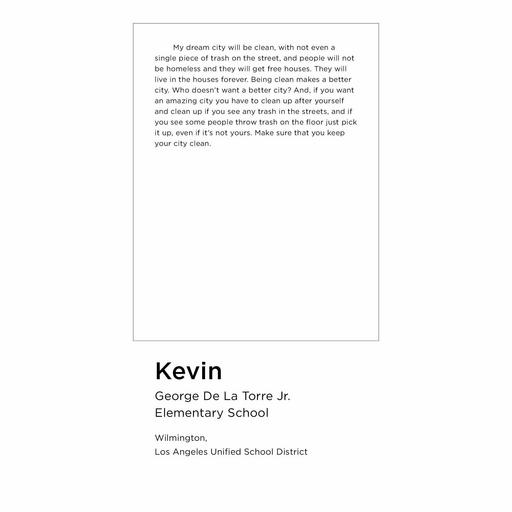 My dream city will be clean, with not even a
single piece of trash on the street, and people will not
be homeless and they will get free houses. They will
live in the houses forever. Being clean makes a better
city. Who doesn't want a better city? And, if you want
an amazing city you have to clean up after yourself
and clean up if you see any trash in the streets, and if
you see some people throw trash on the floor just pick
it up, even if it's not yours. Make sure that you keep
your city clean.
Kevin
George De La Torre Jr.
Elementary School
Wilmington,
Los Angeles Unified School District